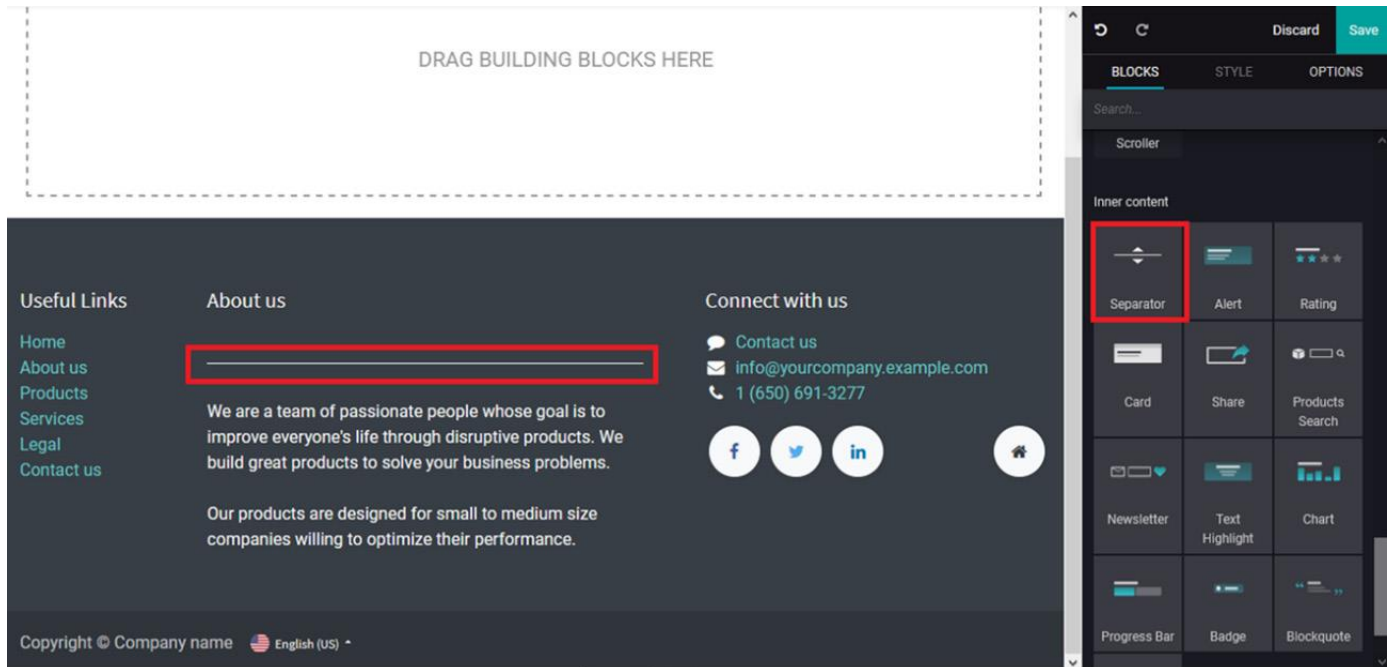 DRAG BUILDING BLOCKS HERE
Discard
Save
BLOCKS
STYLE
OPTIONS
Search...
Scroller
Inner content
Separator
Alert
Rating
Card
Share
Products
Search
Newsletter
Text
Highlight
Chart
Progress Bar
Badge
Blockquote
Useful Links
Home
About us
Products
Services
Legal
Contact us
About us
We are a team of passionate people whose goal is to
improve everyone's life through disruptive products. We
build great products to solve your business problems.
Our products are designed for small to medium size
companies willing to optimize their performance.
Connect with us
Contact us
info@yourcompany.example.com
1 (650) 691-3277
f
in
Copyright © Company name
English (US)